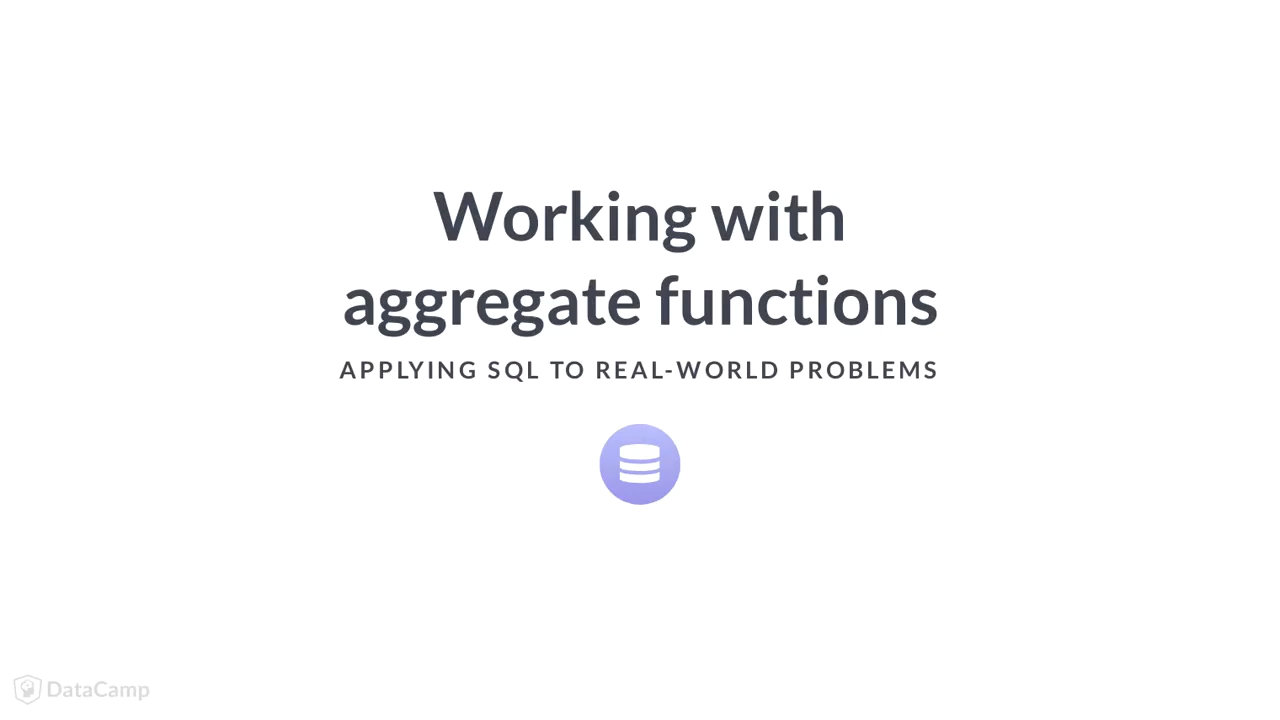 Working with
aggregate functions
APPLYING SQL TO REAL-WORLD PROBLEMS
DataCamp